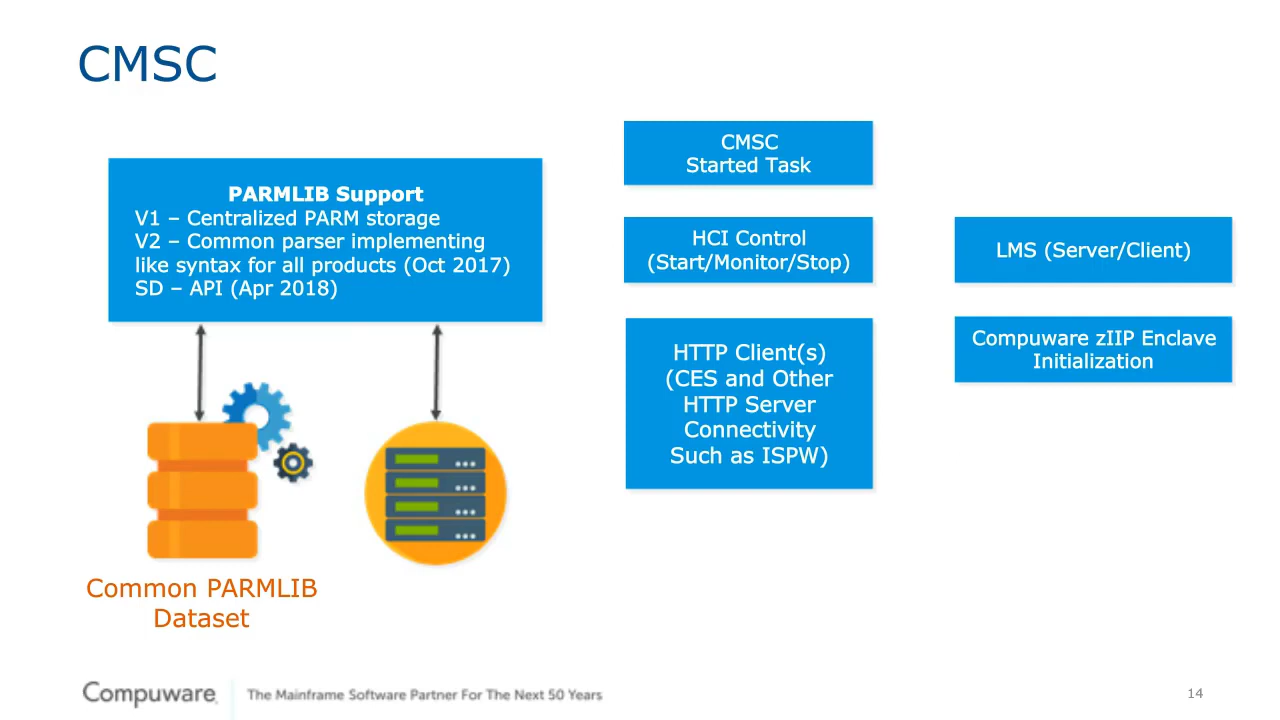 CMSC
PARMLIB Support
V1 – Centralized PARM storage
V2 – Common parser implementing
like syntax for all products (Oct 2017)
SD – API (Apr 2018)
Common PARMLIB
Dataset
CMSC
Started Task
HCI Control
(Start/Monitor/Stop)
HTTP Client(s)
(CES and Other
HTTP Server
Connectivity
Such as ISPW)
LMS (Server/Client)
Compuware zIIP Enclave
Initialization
Compuware.
The Mainframe Software Partner For The Next 50 Years
14